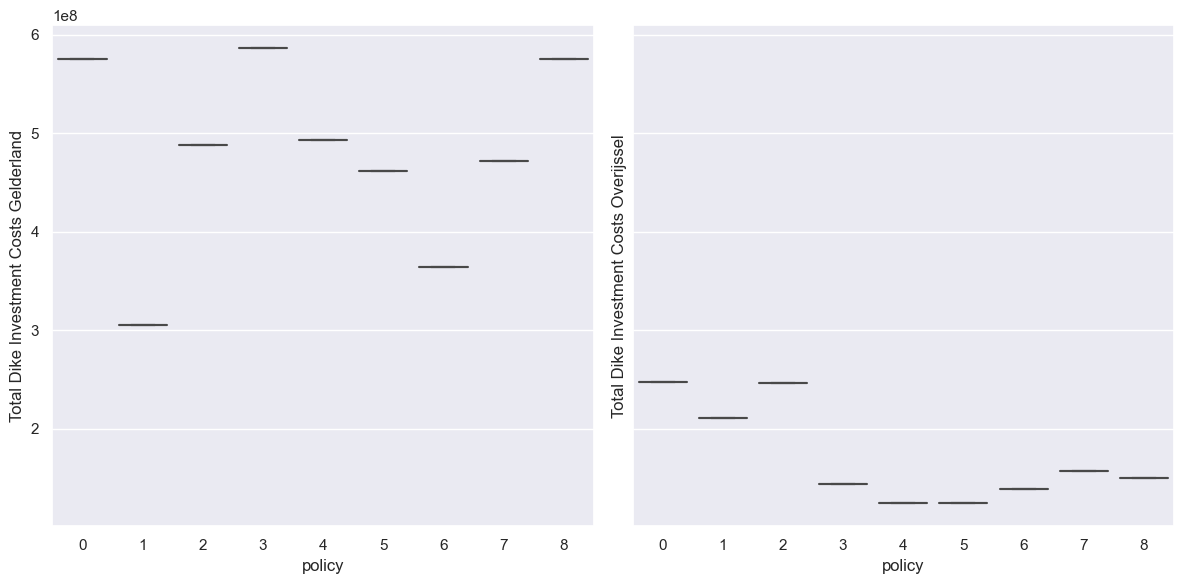 1e8
6
5
4
3
2
Total Dike Investment Costs Gelderland
0 1 2 3 4 5 6 7 8
policy
Total Dike Investment Costs Overijssel
0 1 2 3 4 5 6 7 8
policy